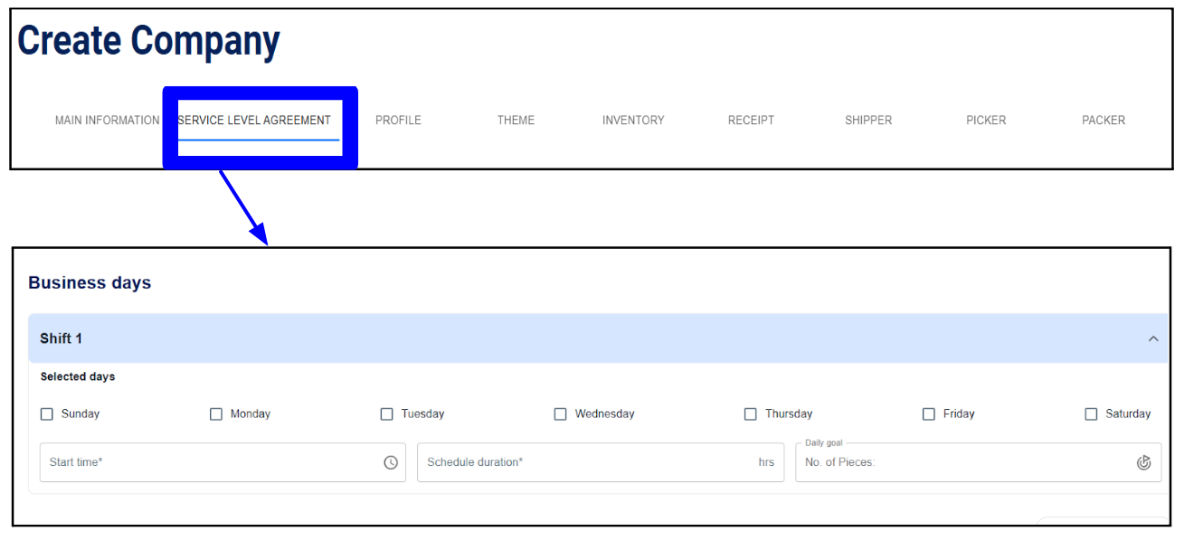 Create Company
MAIN INFORMATION SERVICE LEVEL AGREEMENT PROFILE THEME INVENTORY RECEIPT SHIPPER PICKER PACKER
Business days
Shift 1
Selected days
Sunday Monday Tuesday Wednesday Thursday Friday Saturday
Daily goal
Start time* Schedule duration* hrs No. of Pieces: